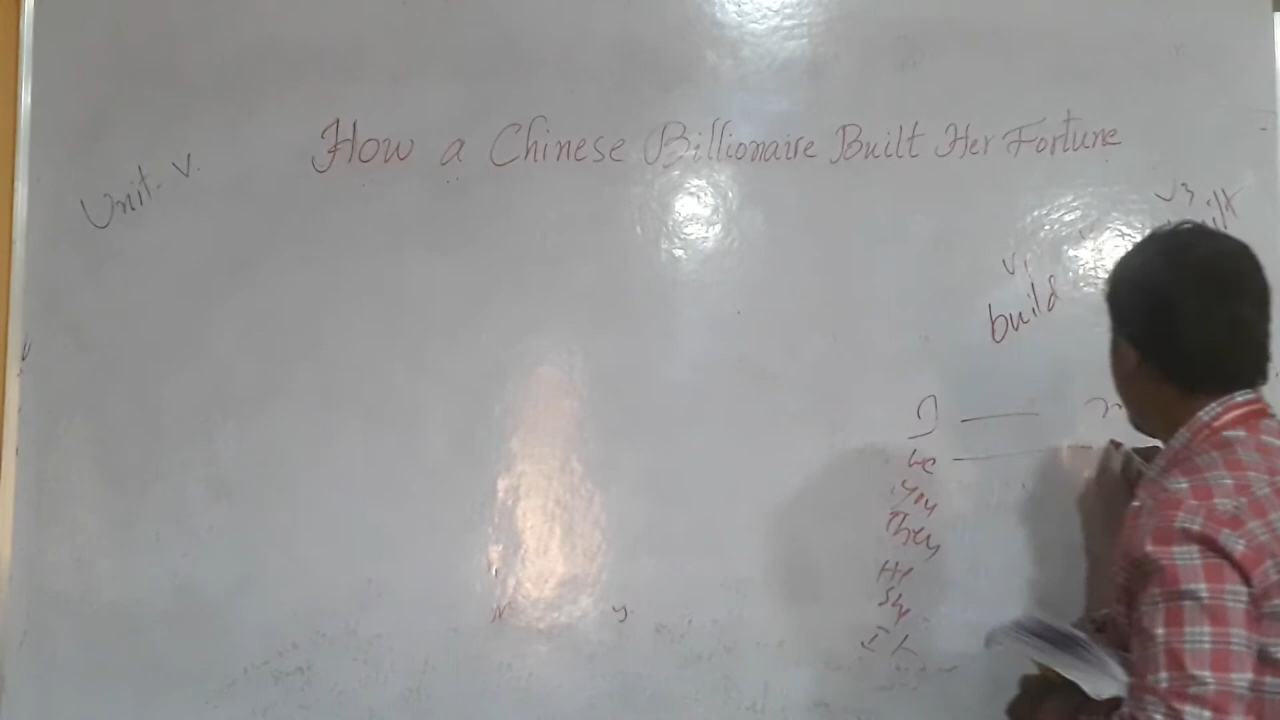 How a Chinese Billionaire Built Her Fortune
Unit - V.
V3
V1
build
I
we
You
They
He
She
It